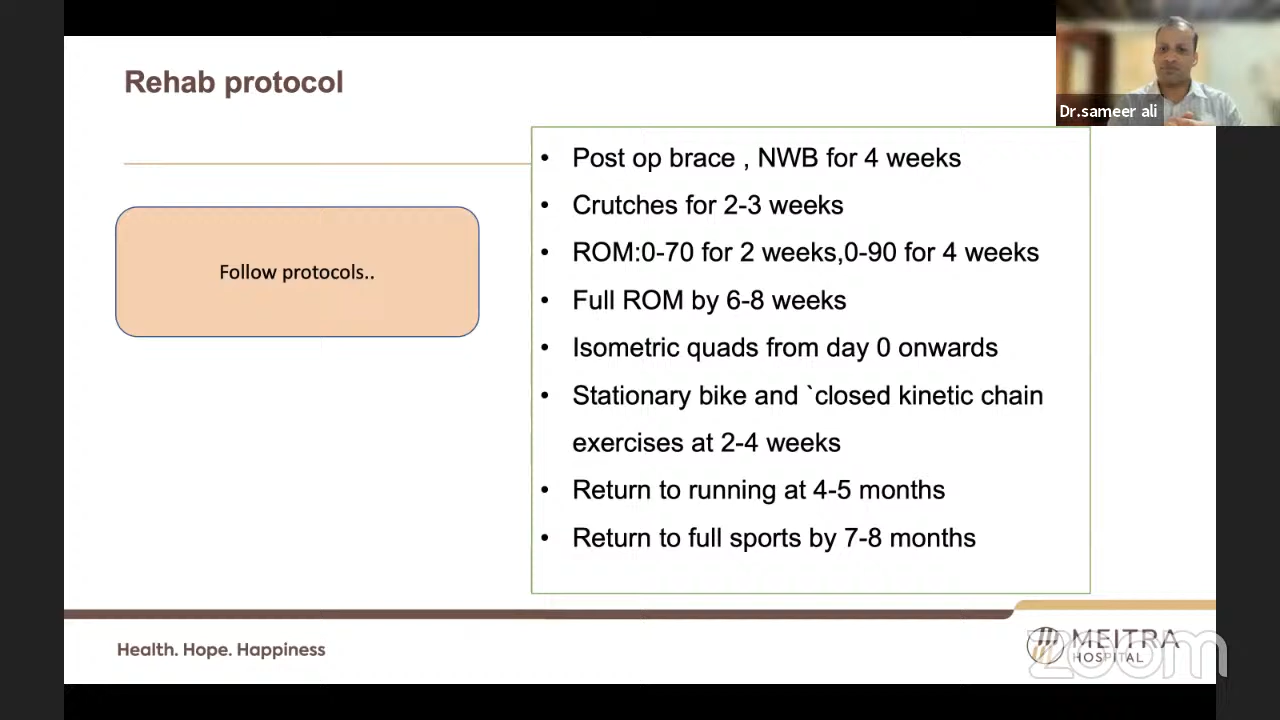 Rehab protocol
Dr.sameer ali
Follow protocols..
• Post op brace , NWB for 4 weeks
• Crutches for 2-3 weeks
• ROM:0-70 for 2 weeks,0-90 for 4 weeks
• Full ROM by 6-8 weeks
• Isometric quads from day 0 onwards
• Stationary bike and `closed kinetic chain
exercises at 2-4 weeks
• Return to running at 4-5 months
• Return to full sports by 7-8 months
Health. Hope. Happiness
MEITRA
HOSPITAL
zoom